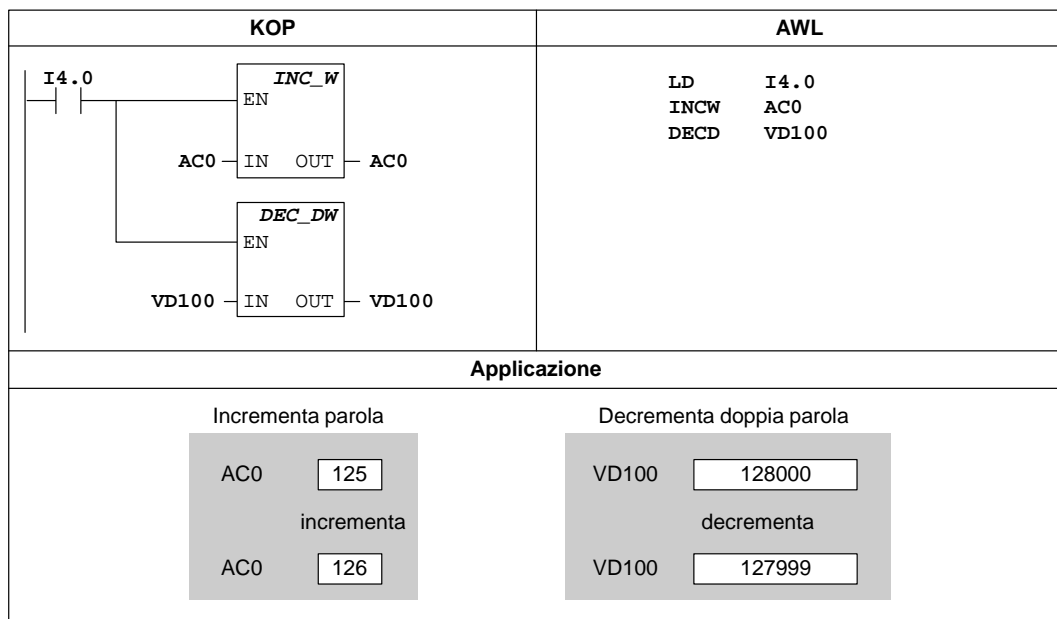 KOP
AWL
I4.0
INC_W
EN
AC0 IN OUT AC0
DEC_DW
EN
VD100 IN OUT VD100
LD I4.0
INCW AC0
DECD VD100
Applicazione
Incrementa parola
AC0 125
incrementa
AC0 126
Decrementa doppia parola
VD100 128000
decrementa
VD100 127999